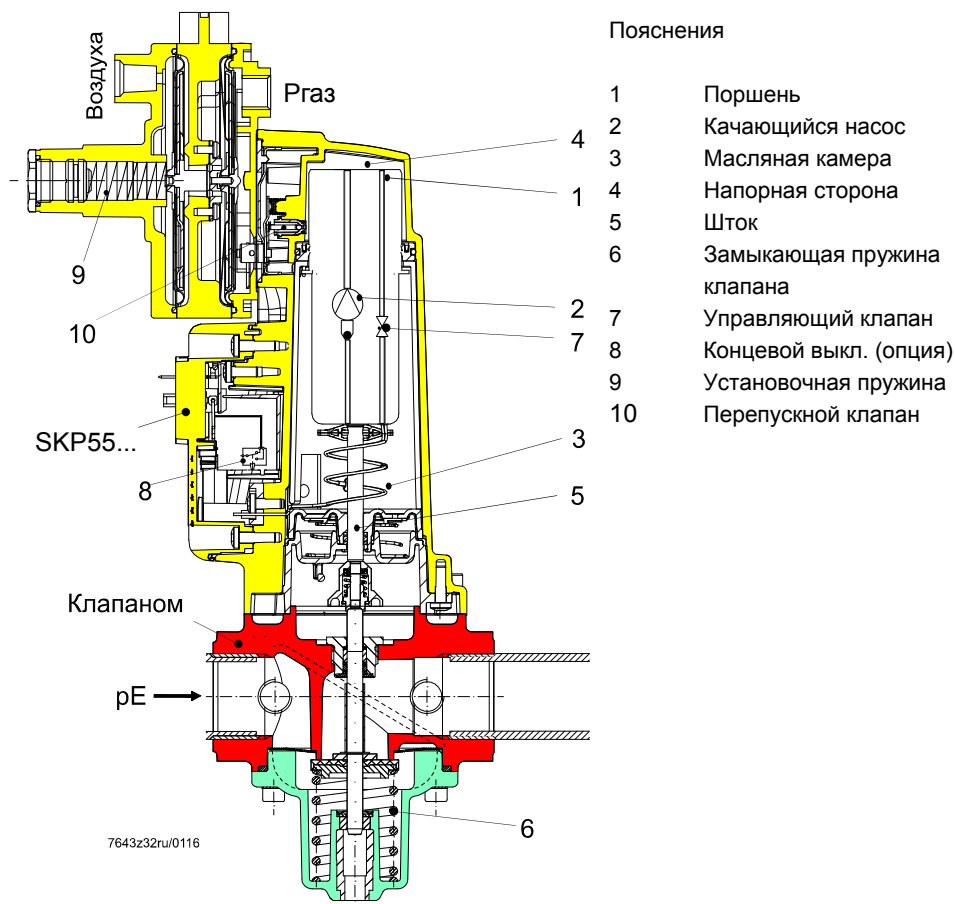 Пояснения
1 Поршень
2 Качающийся насос
3 Масляная камера
4 Напорная сторона
5 Шток
6 Замыкающая пружина
клапана
7 Управляющий клапан
8 Концевой выкл. (опция)
9 Установочная пружина
10 Перепускной клапан
Воздуха
Pгаз
4
1
9
10
2
7
SKP55...
3
8
5
Клапаном
pE
6
7643z32ru/0116